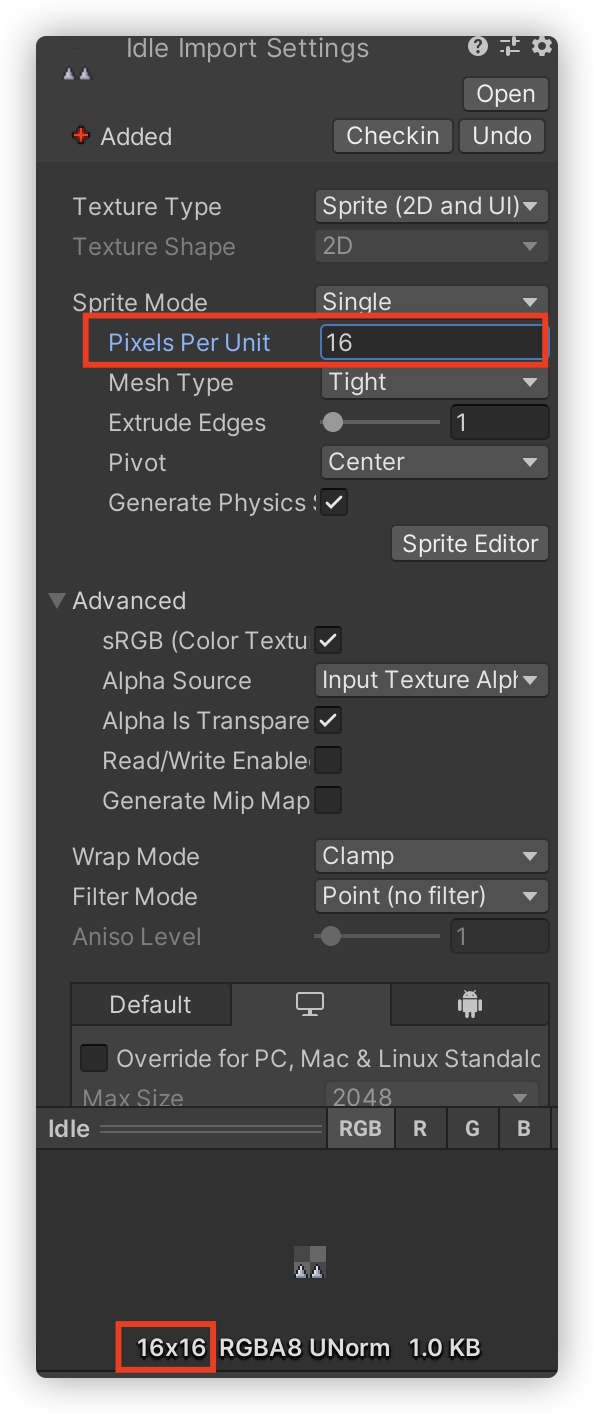 Idle Import Settings
Open
Added Checkin Undo
Texture Type Sprite (2D and UI)
Texture Shape 2D
Sprite Mode Single
Pixels Per Unit 16
Mesh Type Tight
Extrude Edges 1
Pivot Center
Generate Physics S
Sprite Editor
Advanced
sRGB (Color Textu
Alpha Source Input Texture Alph
Alpha Is Transpare
Read/Write Enable
Generate Mip Map
Wrap Mode Clamp
Filter Mode Point (no filter)
Aniso Level 1
Default
Override for PC, Mac & Linux Standalo
Max Size 2048
Idle RGB R G B
16x16 RGBA8 UNorm 1.0 KB